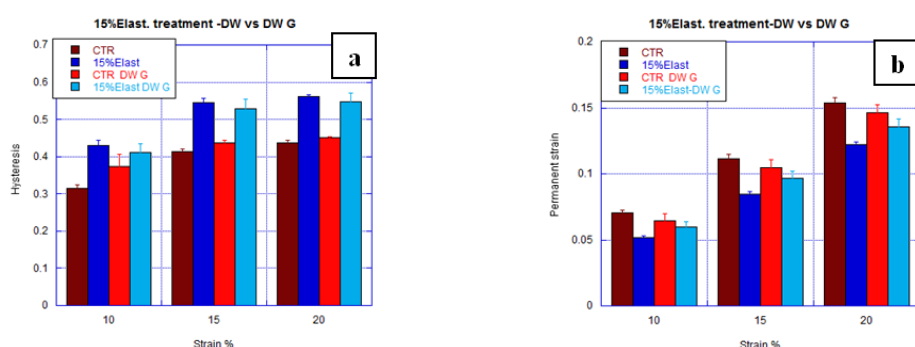 15%Elast. treatment -DW vs DW G
a
0.7
0.6
0.5
0.4
0.3
0.2
0.1
0
CTR
15%Elast
CTR DW G
15%Elast DW G
Hysteresis
10
15
20
Strain %
15%Elast. treatment-DW vs DW G
b
0.2
0.15
0.1
0.05
0
CTR
15%Elast
CTR DW G
15%Elast-DW G
Permanent strain
10
15
20
Strain %